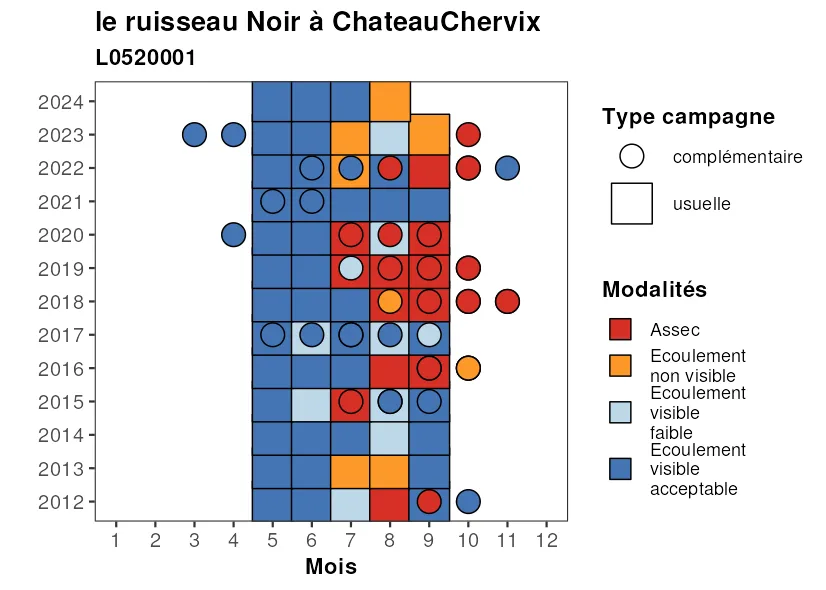 le ruisseau Noir à ChateauChervix
L0520001
2024
2023
2022
2021
2020
2019
2018
2017
2016
2015
2014
2013
2012
1 2 3 4 5 6 7 8 9 10 11 12
Mois
Type campagne
complémentaire
usuelle
Modalités
Assec
Ecoulement
non visible
Ecoulement
visible
faible
Ecoulement
visible
acceptable